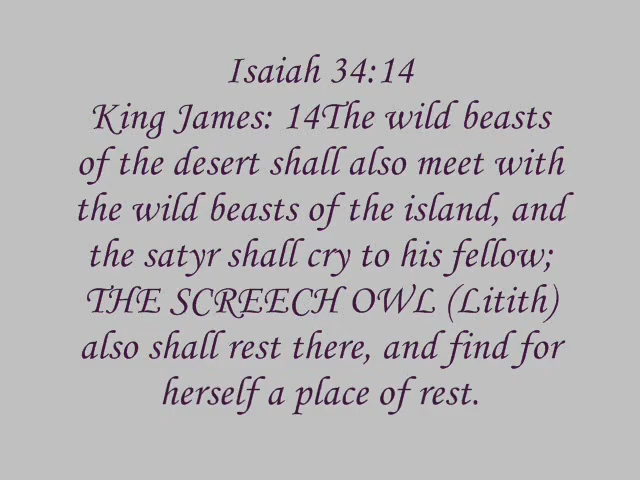 Isaiah 34:14
King James: 14The wild beasts
of the desert shall also meet with
the wild beasts of the island, and
the satyr shall cry to his fellow;
THE SCREECH OWL (Litith)
also shall rest there, and find for
herself a place of rest.